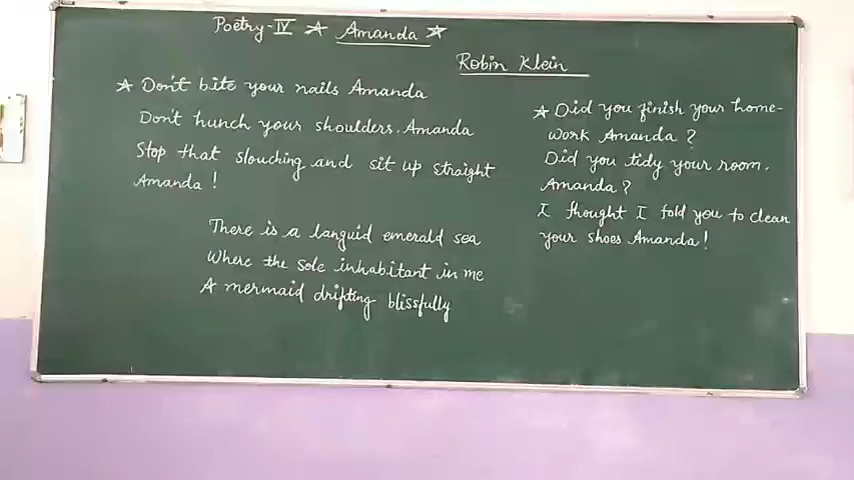 Poetry-IV ☆ Amanda ☆
Robin Klein
☆ Don't bite your nails Amanda
Don't hunch your shoulders. Amanda
Stop that slouching and sit up straight
Amanda !
There is a languid emerald sea
Where the sole inhabitant in me
A mermaid drifting blissfully
☆ Did you finish your home-
work Amanda ?
Did you tidy your room.
Amanda ?
I thought I told you to clean
your shoes Amanda!